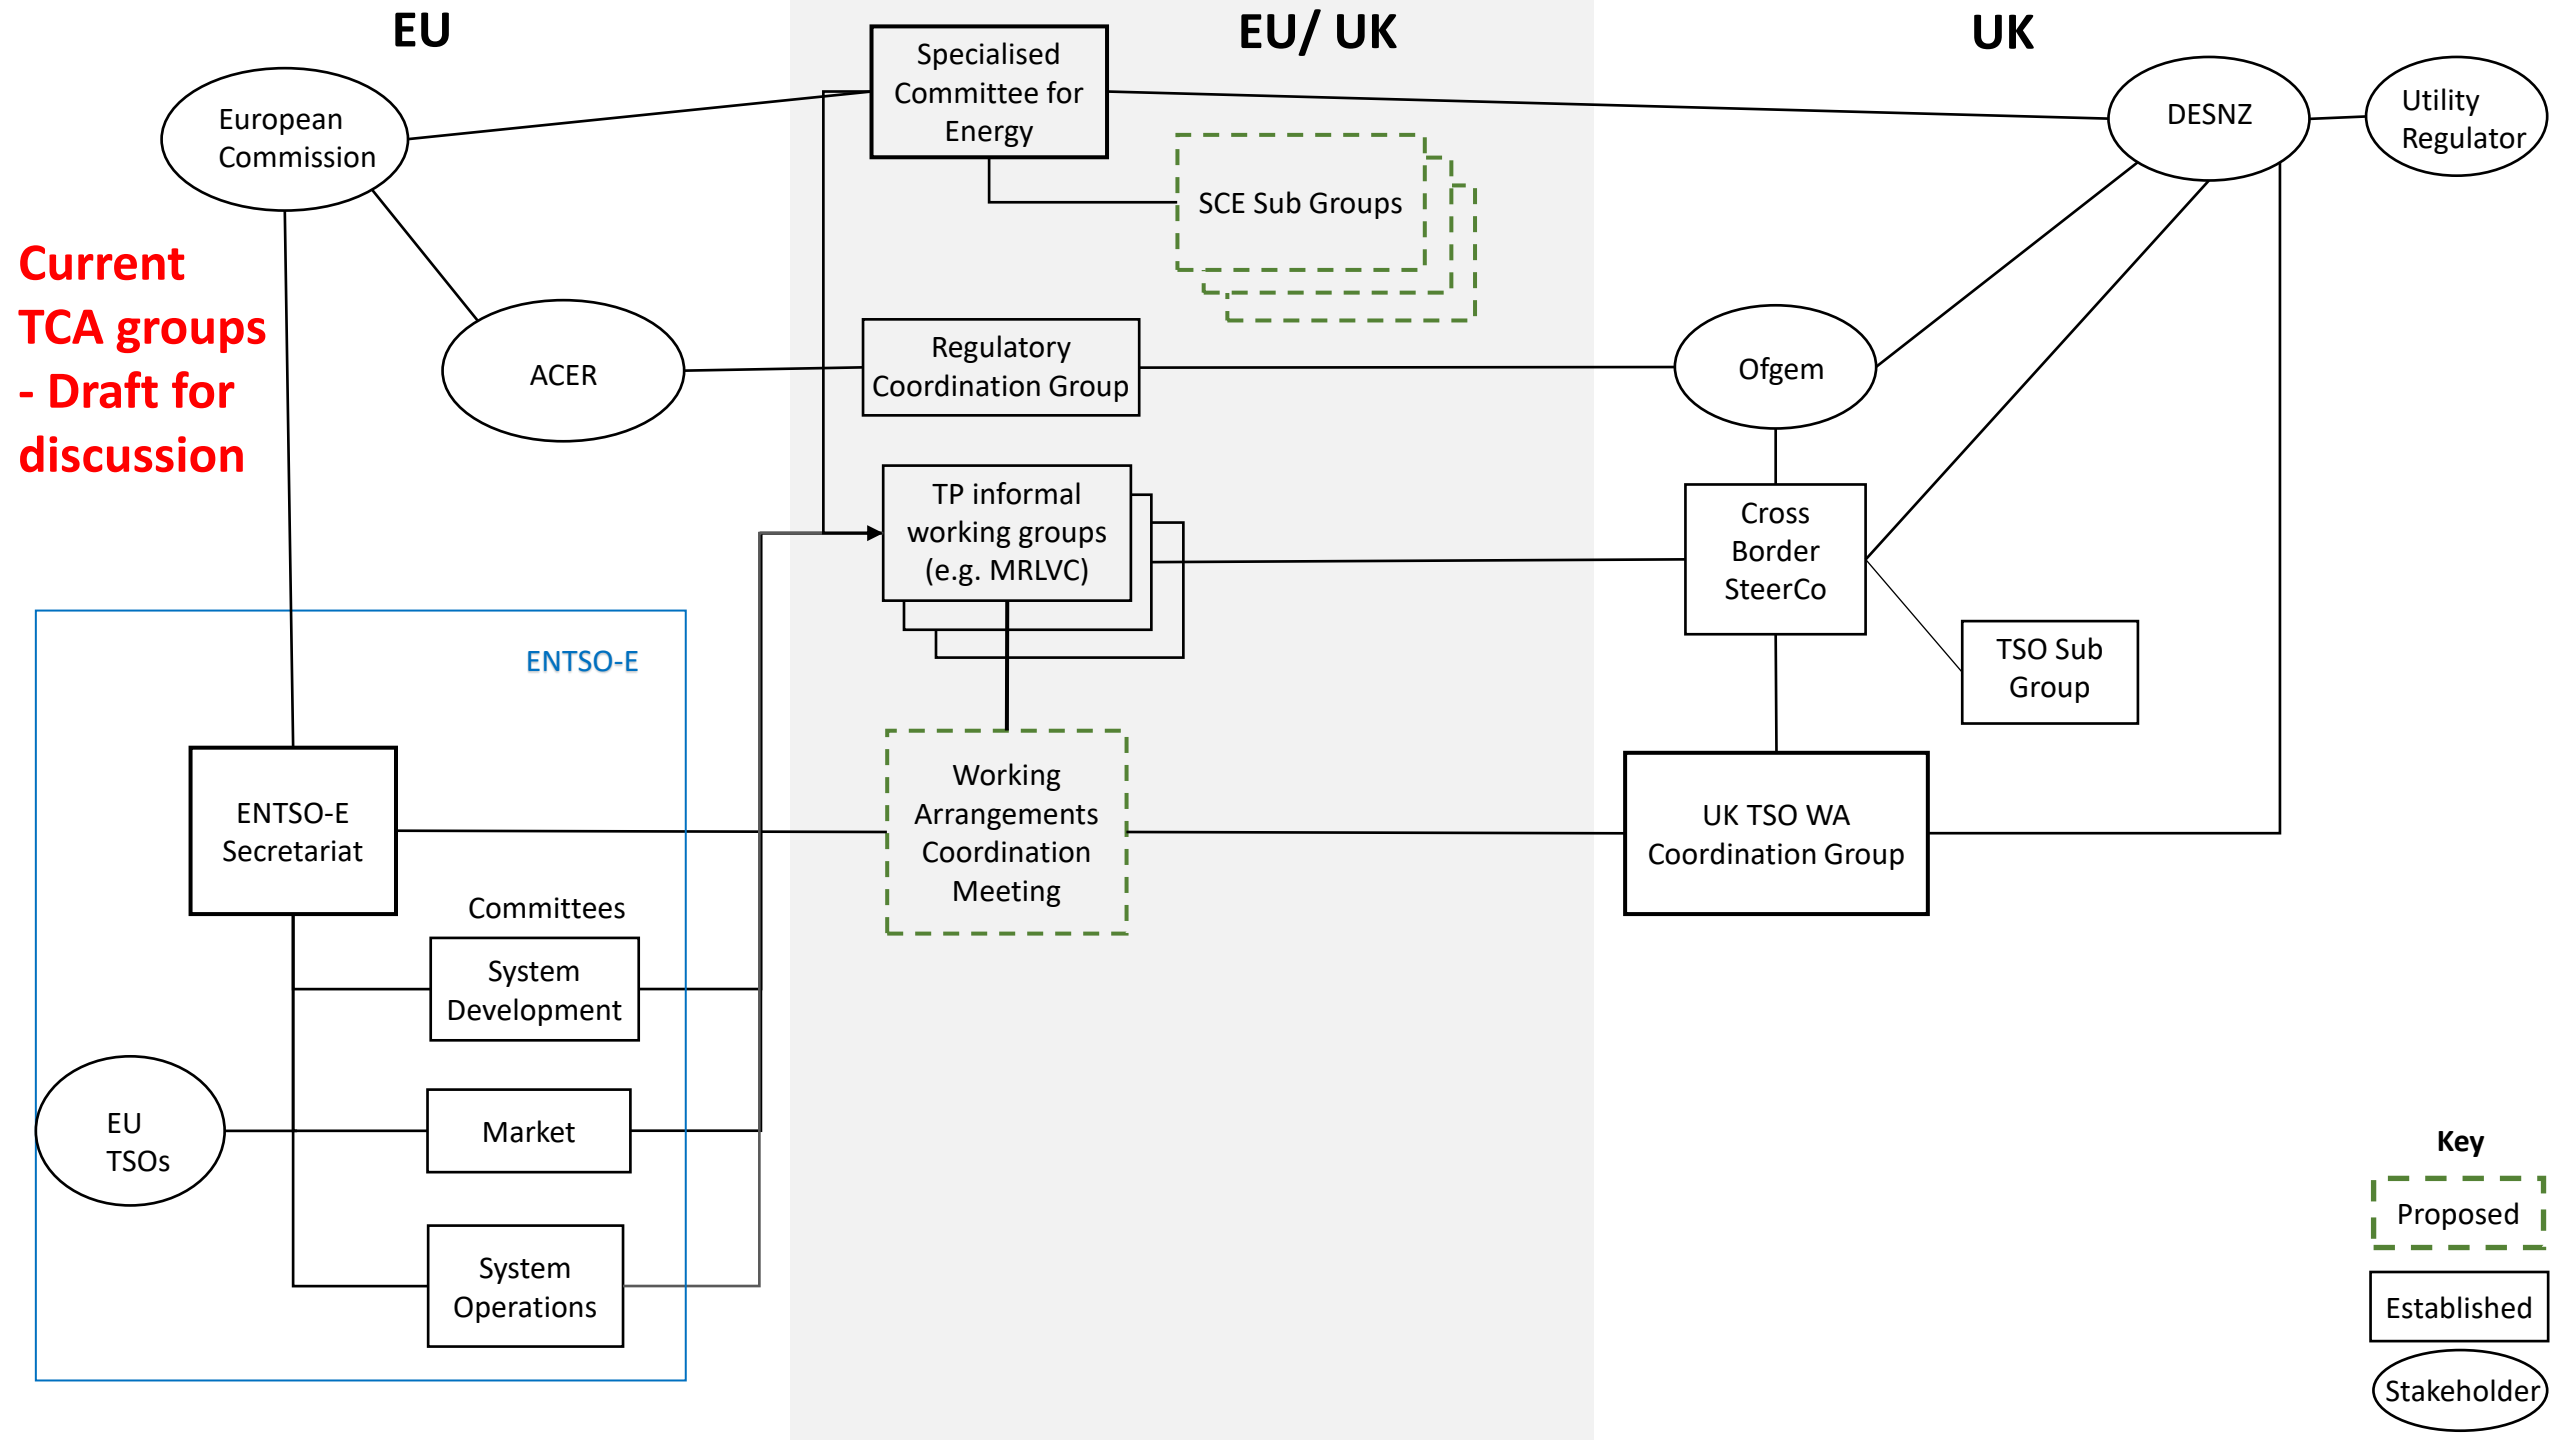 EU
EU/ UK
UK
European
Commission
Specialised
Committee for
Energy
DESNZ
Utility
Regulator
SCE Sub Groups
Current
TCA groups
- Draft for
discussion
ACER
Regulatory
Coordination Group
Ofgem
TP informal
working groups
(e.g. MRLVC)
Cross
Border
SteerCo
TSO Sub
Group
ENTSO-E
ENTSO-E
Secretariat
Working
Arrangements
Coordination
Meeting
UK TSO WA
Coordination Group
Committees
System
Development
EU
TSOs
Market
System
Operations
Key
Proposed
Established
Stakeholder